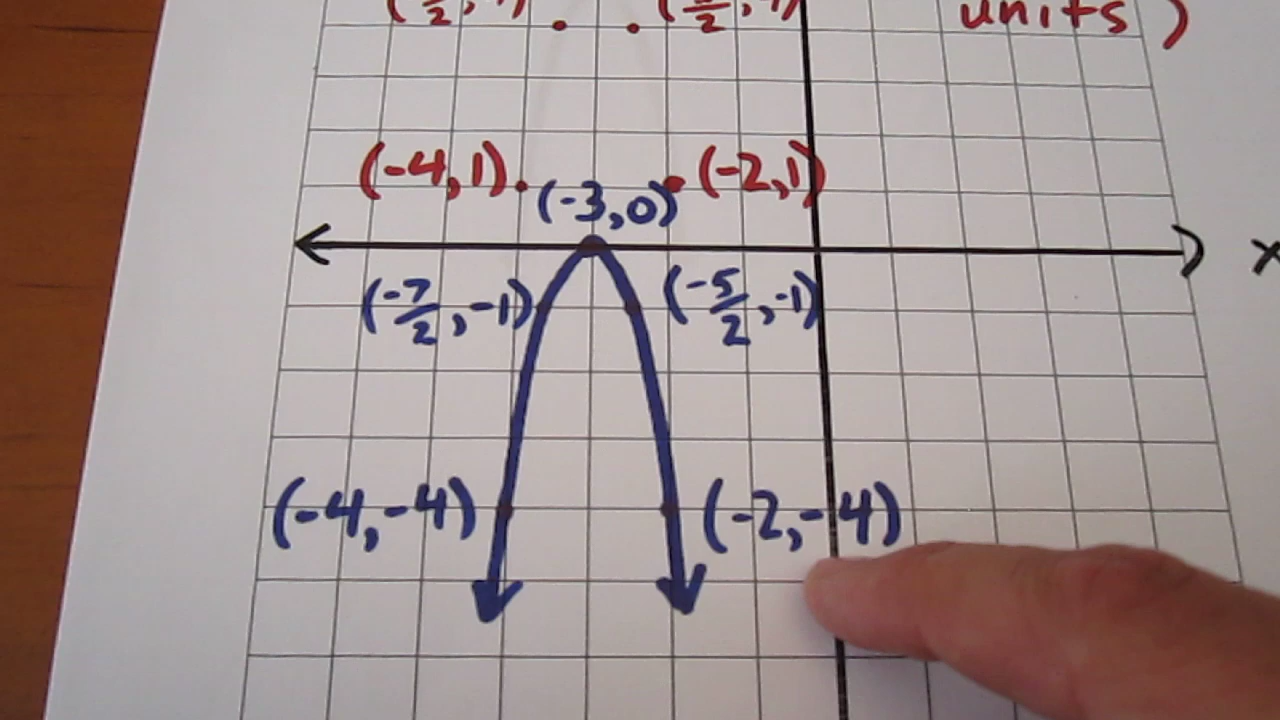 units)
(-4,1) (-2,1)
(-3,0)
(-7/2,-1) (-5/2,-1)
(-4,-4) (-2,-4)
x